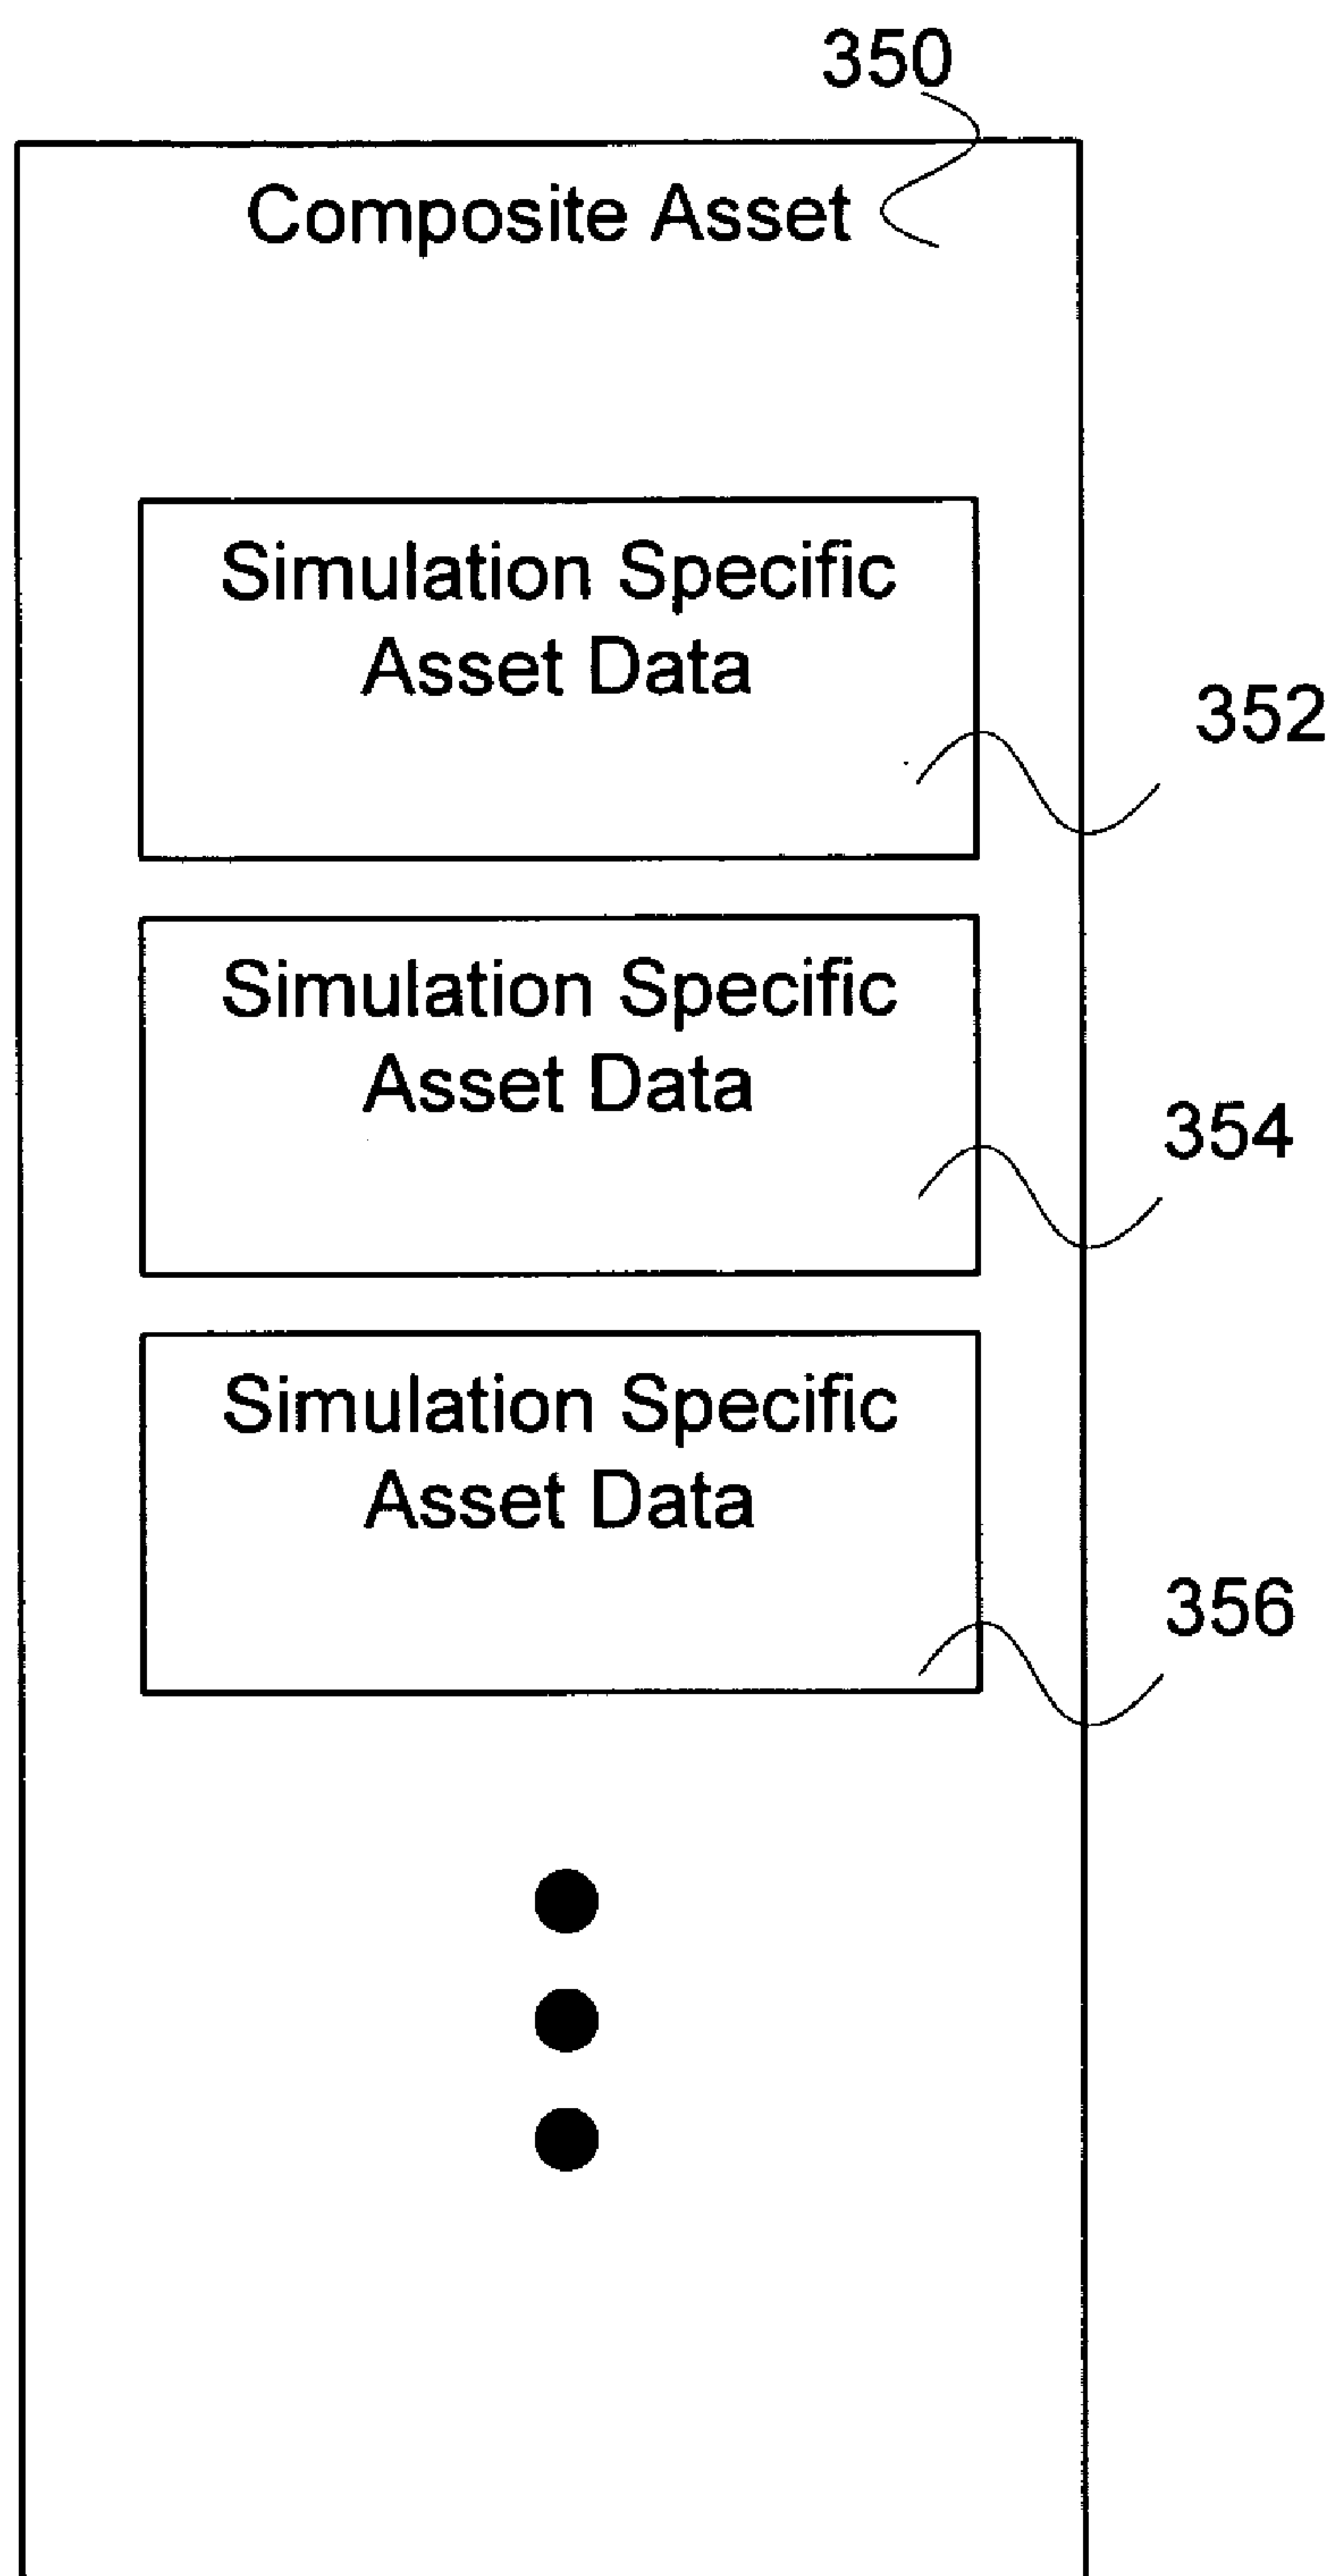 350
Composite Asset
Simulation Specific
Asset Data
352
Simulation Specific
Asset Data
354
Simulation Specific
Asset Data
356